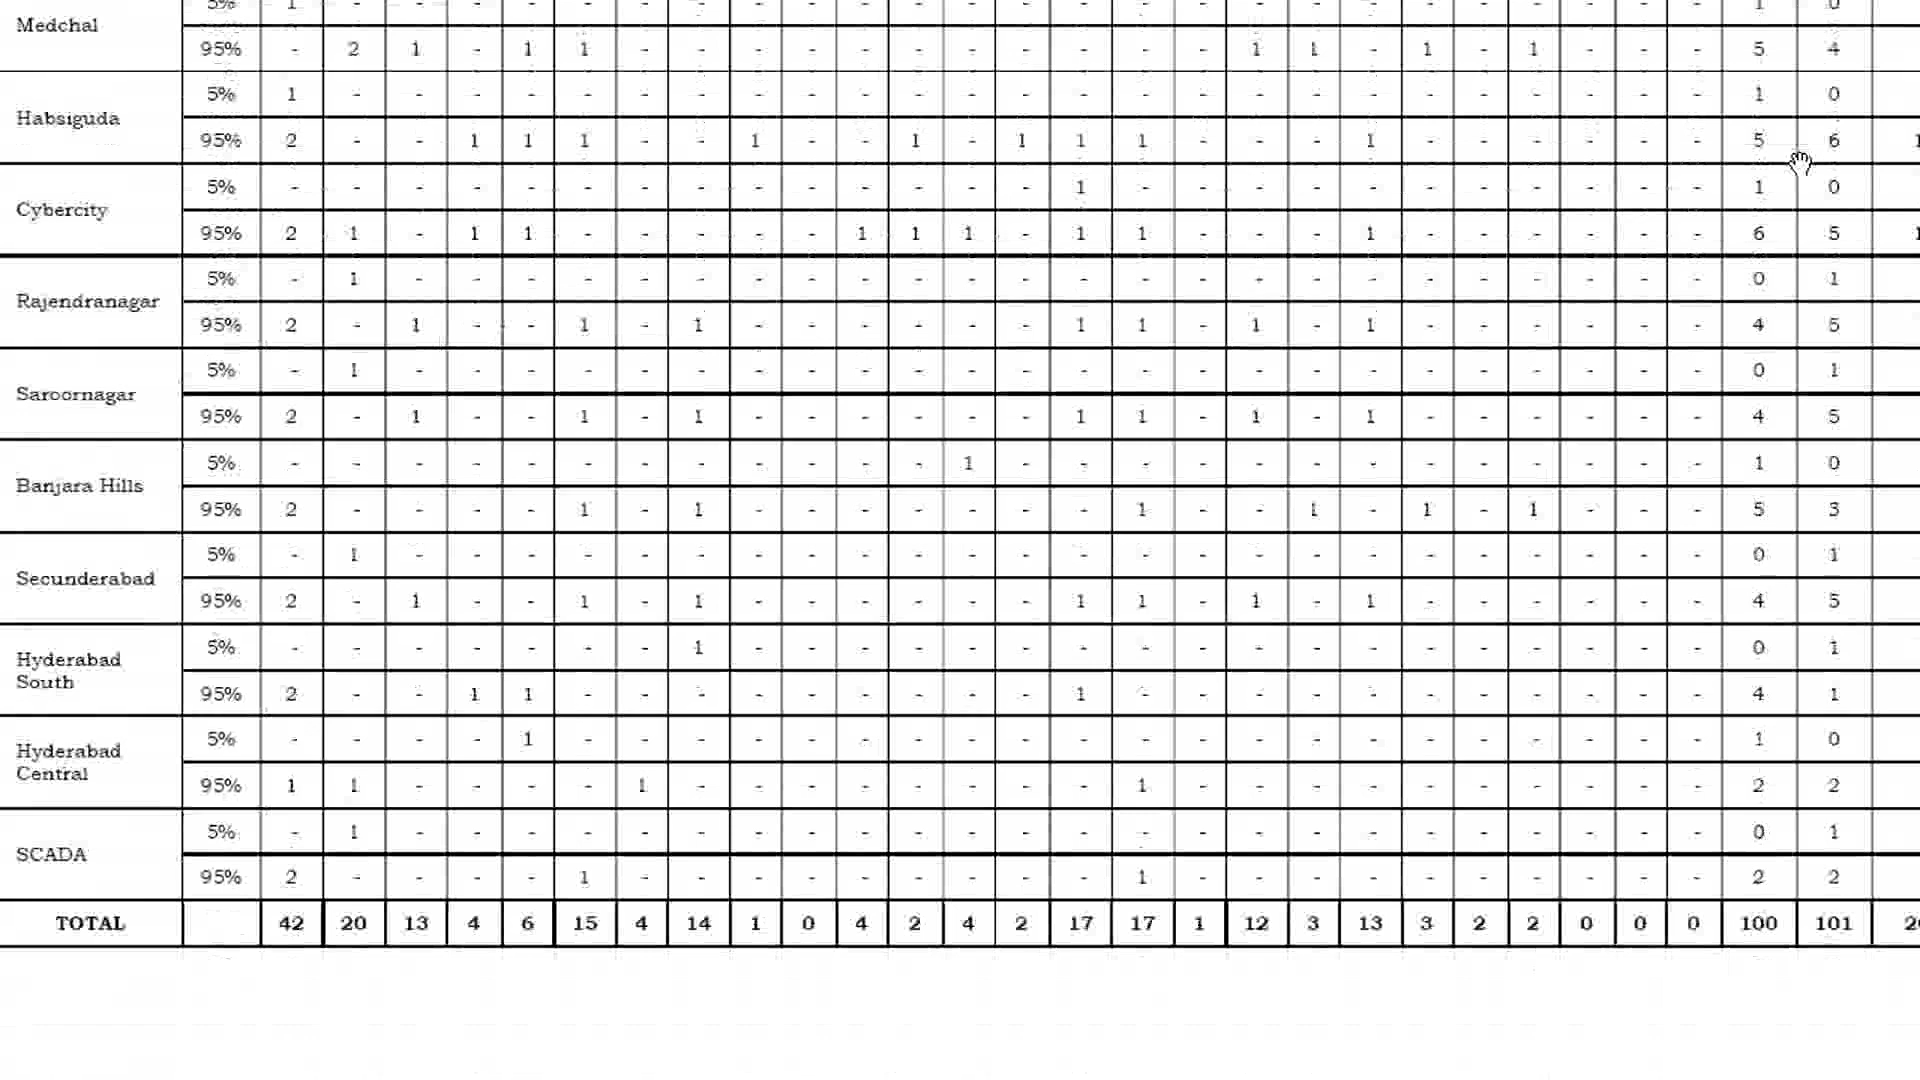 5% 1 - - - - - - - - - - - - - - - - - - - - - - - - - 1 0
Medchal
95% - 2 1 - 1 1 - - - - - - - - - - - 1 1 - 1 - 1 - - - 5 4
5% 1 - - - - - - - - - - - - - - - - - - - - - - - - - 1 0
Habsiguda
95% 2 - - 1 1 1 - - 1 - - 1 - 1 1 1 - - - 1 - - - - - - 5 6 1
5% - - - - - - - - - - - - - - 1 - - - - - - - - - - - 1 0
Cybercity
95% 2 1 - 1 1 - - - - - 1 1 1 - 1 1 - - - 1 - - - - - - 6 5 1
5% - 1 - - - - - - - - - - - - - - - - - - - - - - - - 0 1
Rajendranagar
95% 2 - 1 - - 1 - 1 - - - - - - 1 1 - 1 - 1 - - - - - - 4 5
5% - 1 - - - - - - - - - - - - - - - - - - - - - - - - 0 1
Saroornagar
95% 2 - 1 - - 1 - 1 - - - - - - 1 1 - 1 - 1 - - - - - - 4 5
5% - - - - - - - - - - - - 1 - - - - - - - - - - - - - 1 0
Banjara Hills
95% 2 - - - - 1 - 1 - - - - - - - 1 - - 1 - 1 - 1 - - - 5 3
5% - 1 - - - - - - - - - - - - - - - - - - - - - - - - 0 1
Secunderabad
95% 2 - 1 - - 1 - 1 - - - - - - 1 1 - 1 - 1 - - - - - - 4 5
5% - - - - - - - 1 - - - - - - - - - - - - - - - - - - 0 1
Hyderabad
South
95% 2 - - 1 1 - - - - - - - - - 1 - - - - - - - - - - - 4 1
5% - - - - 1 - - - - - - - - - - - - - - - - - - - - - 1 0
Hyderabad
Central
95% 1 1 - - - - 1 - - - - - - - - 1 - - - - - - - - - - 2 2
5% - 1 - - - - - - - - - - - - - - - - - - - - - - - - 0 1
SCADA
95% 2 - - - - 1 - - - - - - - - - 1 - - - - - - - - - - 2 2
TOTAL 42 20 13 4 6 15 4 14 1 0 4 2 4 2 17 17 1 12 3 13 3 2 2 0 0 0 100 101